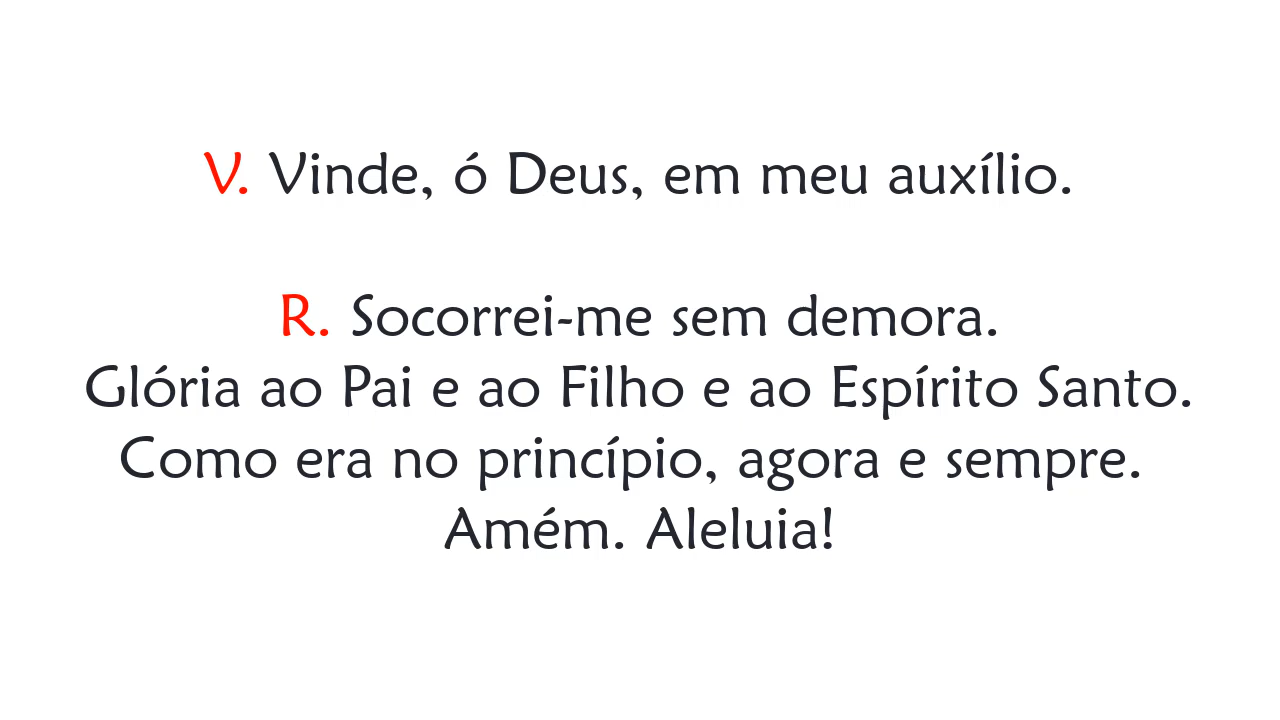 V. Vinde, ó Deus, em meu auxílio.
R. Socorrei-me sem demora.
Glória ao Pai e ao Filho e ao Espírito Santo.
Como era no princípio, agora e sempre.
Amém. Aleluia!